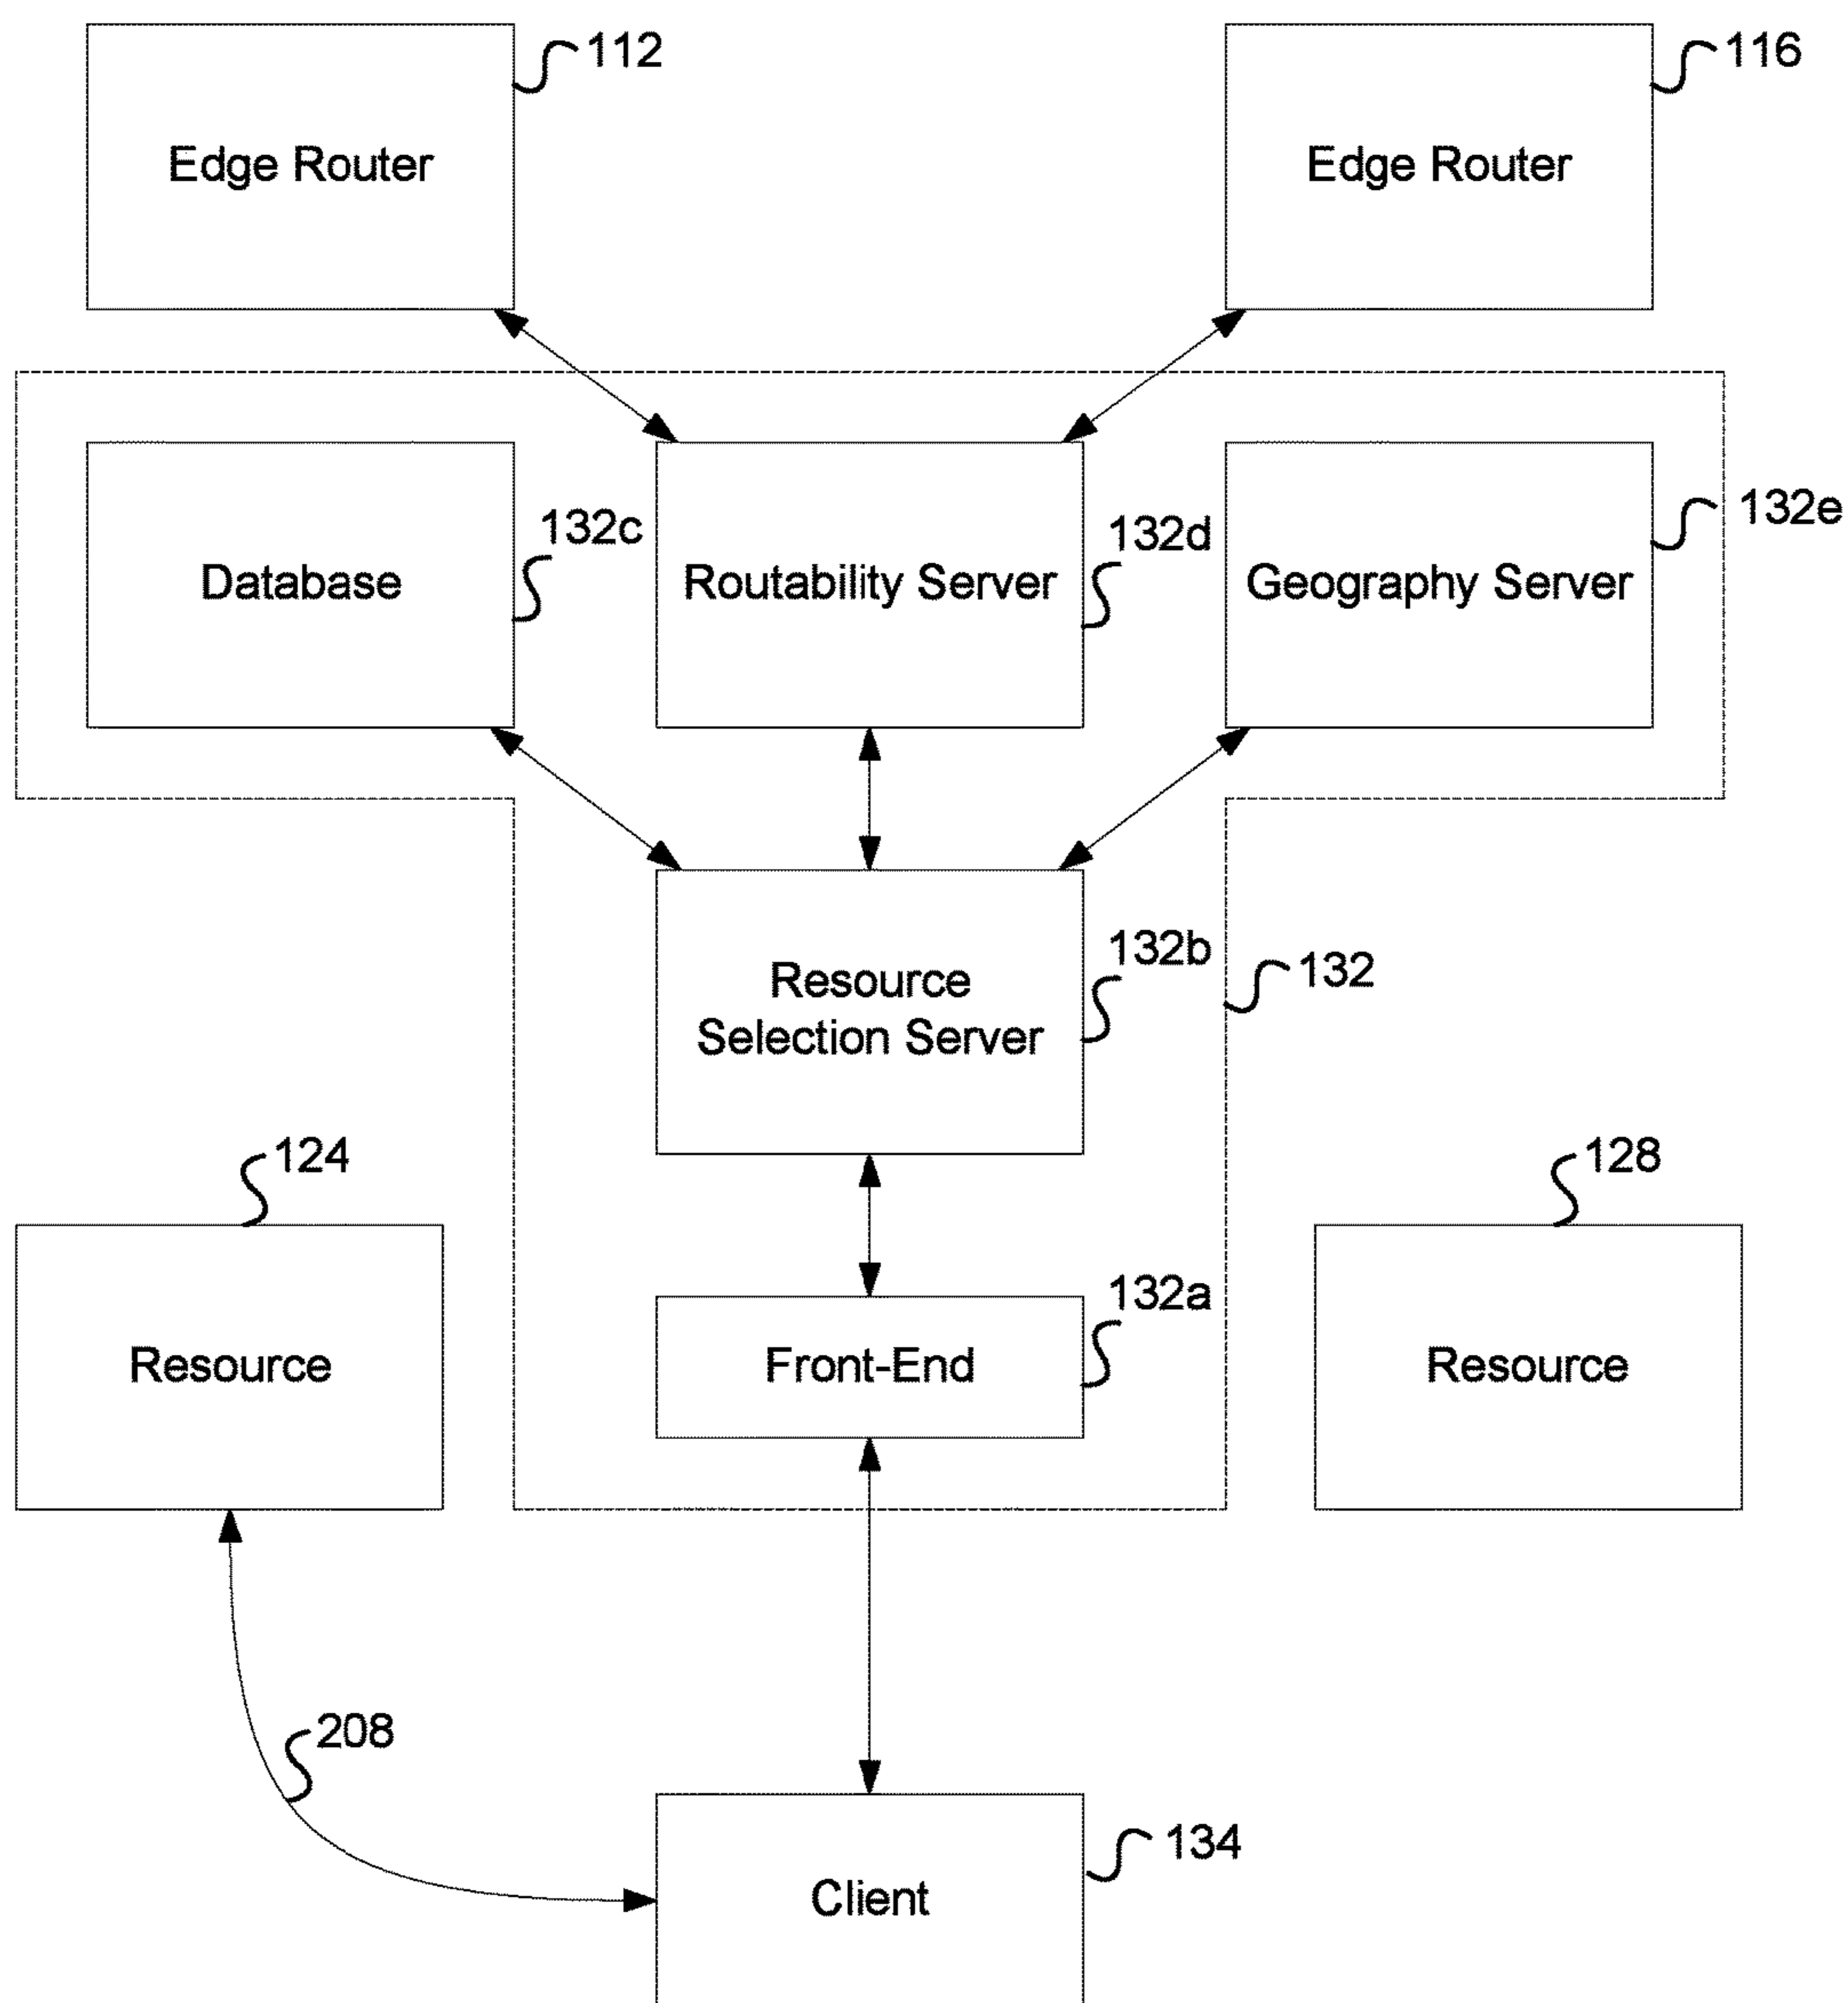 112
116
Edge Router
Edge Router
132c
132d
132e
Database
Routability Server
Geography Server
132b
132
Resource
Selection Server
124
128
132a
Resource
Front-End
Resource
208
134
Client